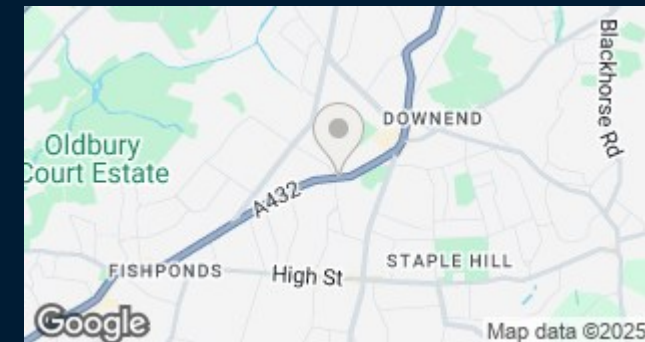 Blackhorse Rd
DOWNEND
Oldbury
Court Estate
A432
STAPLE HILL
FISHPONDS
High St
Google
Map data ©2025